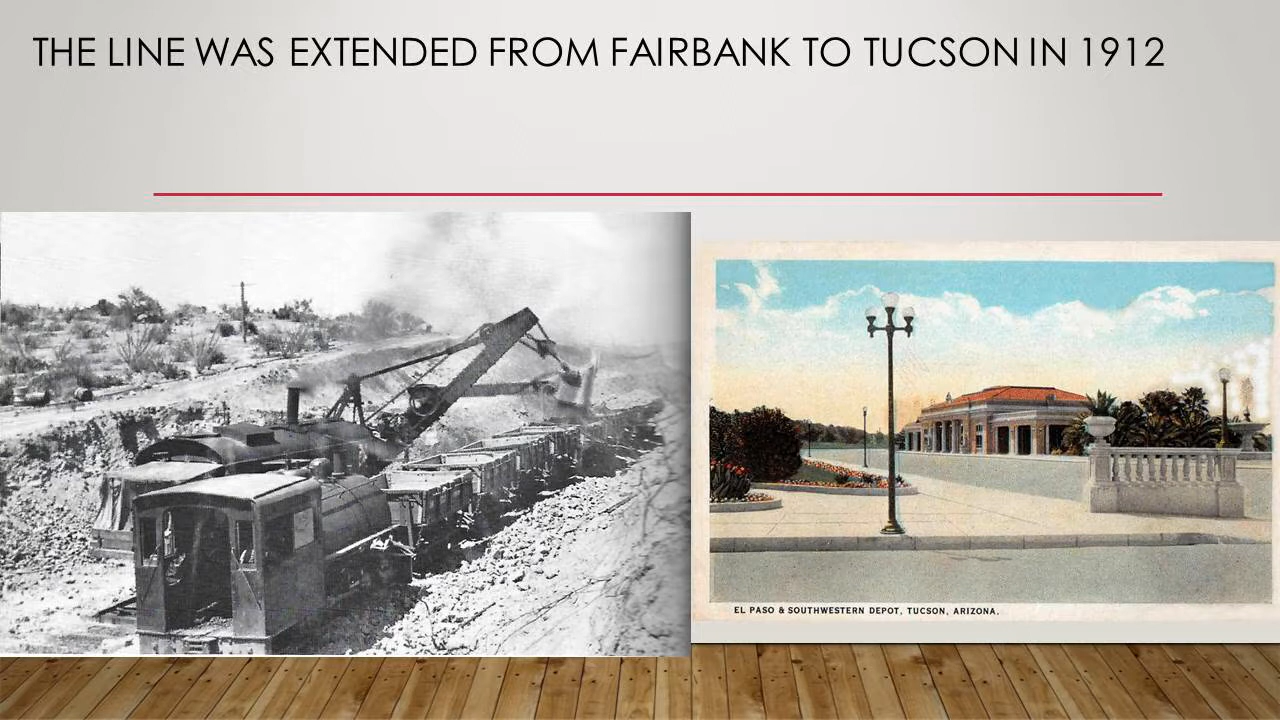 THE LINE WAS EXTENDED FROM FAIRBANK TO TUCSON IN 1912
EL PASO & SOUTHWESTERN DEPOT, TUCSON, ARIZONA.